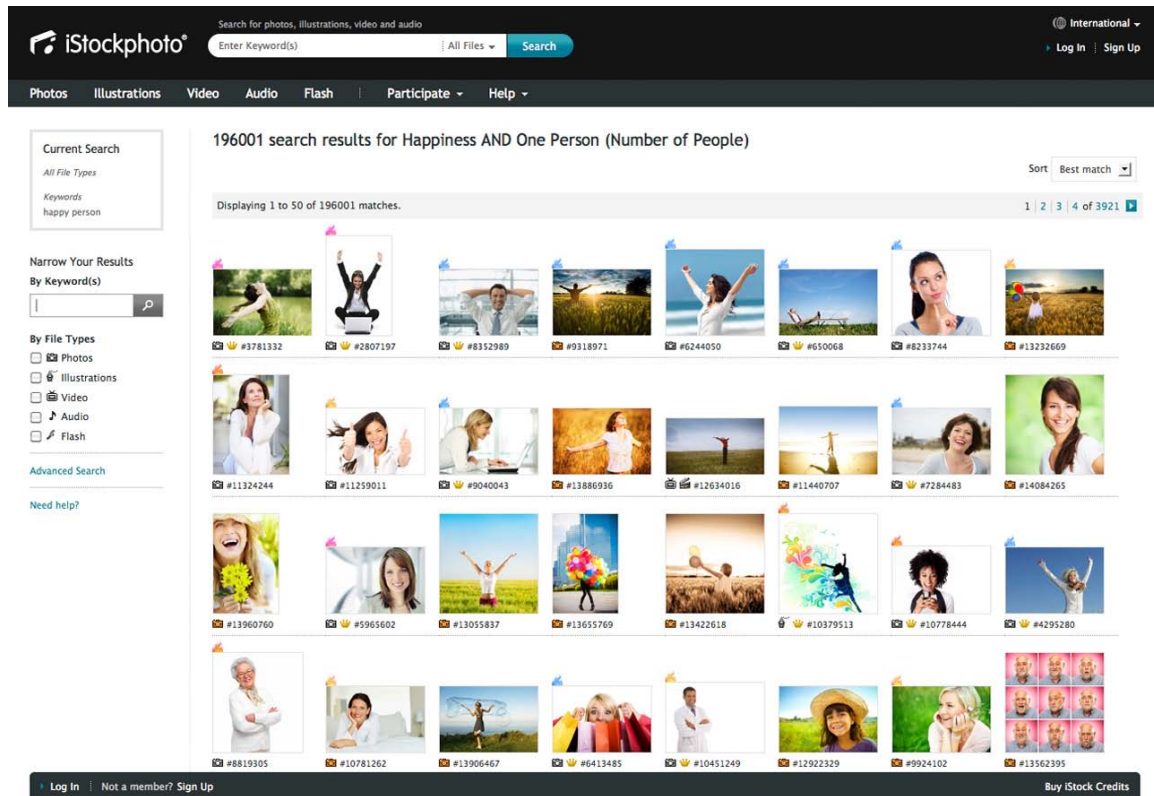 Search for photos, illustrations, video and audio
International
iStockphoto®
Enter Keyword(s)
All Files
Search
Log In
Sign Up
Photos
Illustrations
Video
Audio
Flash
Participate
Help
Current Search
All File Types
Keywords
happy person
196001 search results for Happiness AND One Person (Number of People)
Sort Best match
Displaying 1 to 50 of 196001 matches.
1 2 3 4 of 3921
Narrow Your Results
By Keyword(s)
By File Types
Photos
Illustrations
Video
Audio
Flash
Advanced Search
Need help?
#3781332 #2807197 #8352989 #9318971 #6244050 #650068 #8233744 #13232669
#11324244 #11259011 #9040043 #13886936 #12634016 #11440707 #7284483 #14084265
#13960760 #5965602 #13055837 #13655769 #13422618 #10379513 #10778444 #4295280
#8819305 #10781262 #13906467 #6413485 #10451249 #12922329 #9924102 #13562395
Log In Not a member? Sign Up
Buy iStock Credits